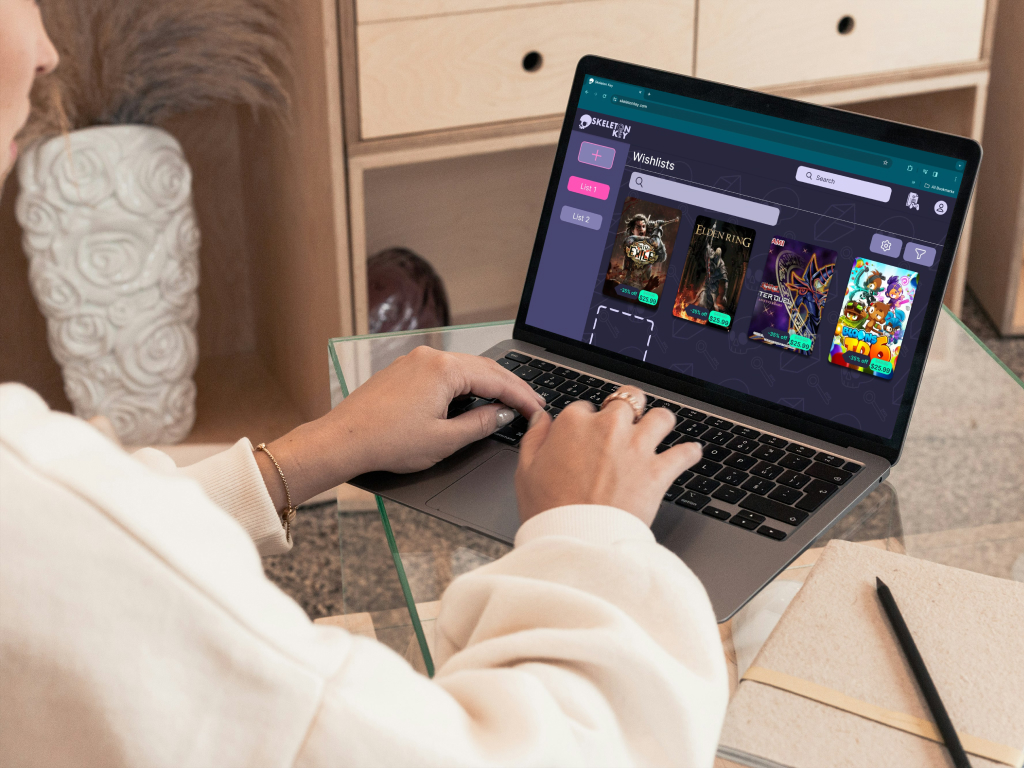 Skeleton Key
skeletonkey.com
All Bookmarks
SKELETON
KEY
Wishlists
Search
List 1
List 2
ELDEN RING
-25% off
$25.99
-25% off
$25.99
TER DUEL
-25% off
$25.99
-25% off
$25.99